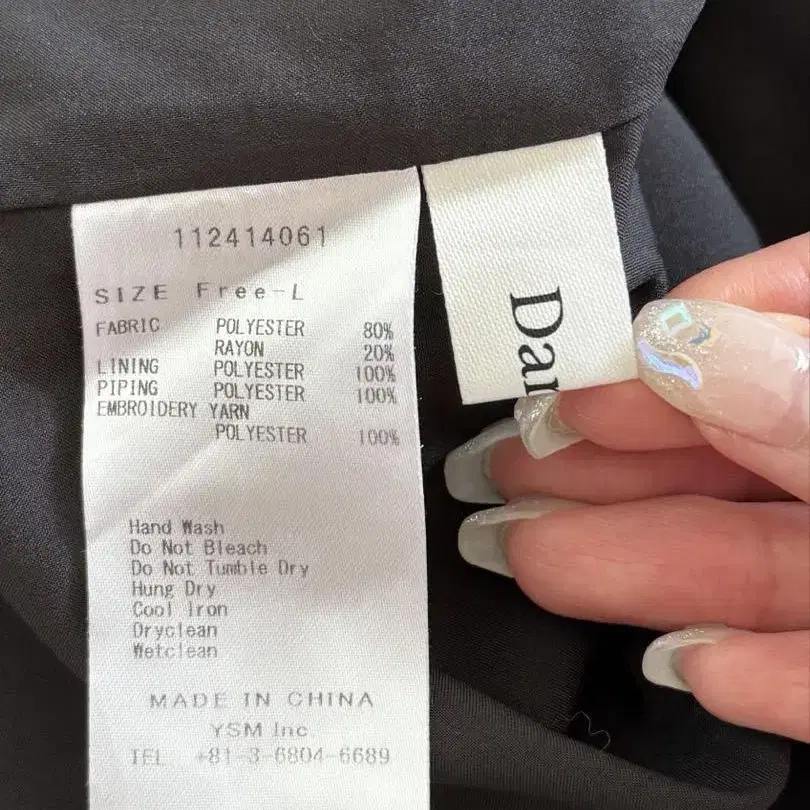 112414061
SIZE Free-L
FABRIC POLYESTER 80%
RAYON 20%
LINING POLYESTER 100%
PIPING POLYESTER 100%
EMBROIDERY YARN
POLYESTER 100%
Hand Wash
Do Not Bleach
Do Not Tumble Dry
Hung Dry
Cool Iron
Dryclean
Wetclean
MADE IN CHINA
YSM Inc.
TEL +81-3-6804-6689